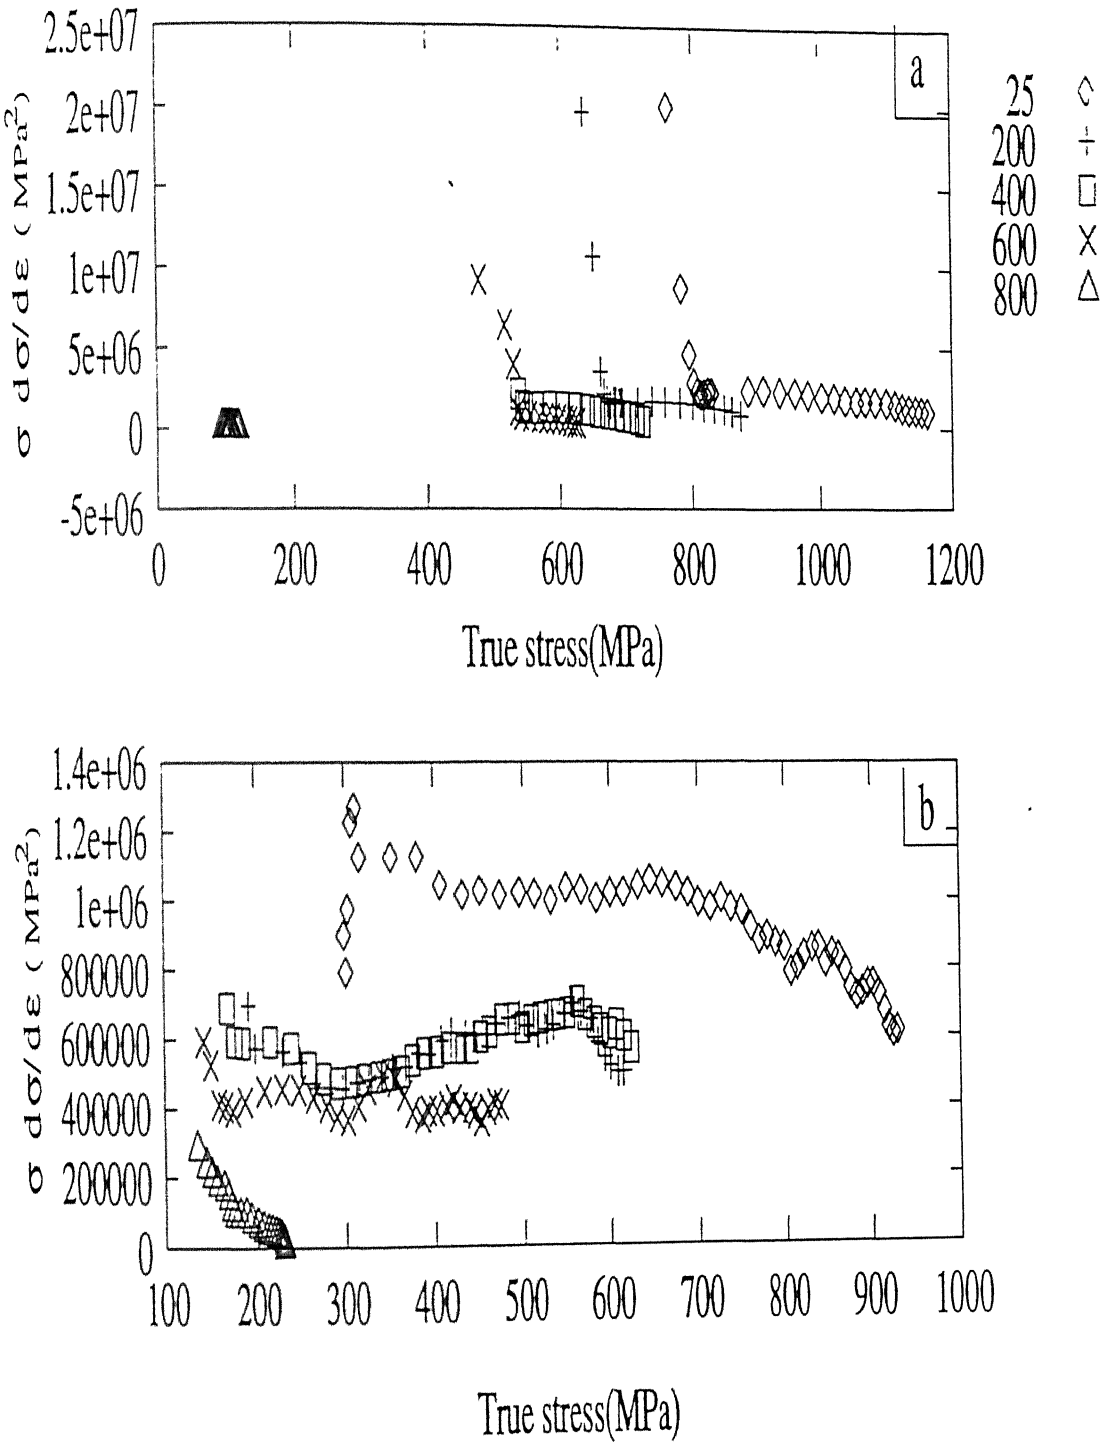 2.5e+07
2e+07
1.5e+07
1e+07
5e+06
0
-5e+06
σ dσ/dε ( MPa2)
a
25
200
400
600
800
0 200 400 600 800 1000 1200
True stress(MPa)
1.4e+06
1.2e+06
1e+06
800000
600000
400000
200000
0
σ dσ/dε ( MPa2)
b
100 200 300 400 500 600 700 800 900 1000
True stress(MPa)